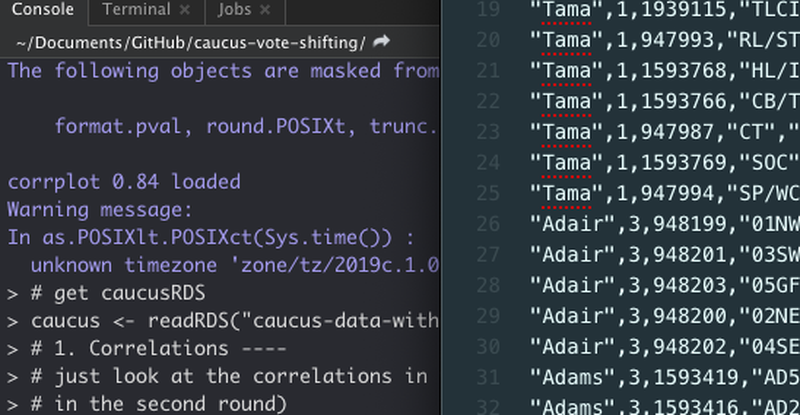 Console Terminal × Jobs ×
~/Documents/GitHub/caucus-vote-shifting/
The following objects are masked from
format.pval, round.POSIXt, trunc.
corrplot 0.84 loaded
Warning message:
In as.POSIXlt.POSIXct(Sys.time()) :
unknown timezone 'zone/tz/2019c.1.0
> # get caucusRDS
> caucus <- readRDS("caucus-data-with
> # 1. Correlations ----
> # just look at the correlations in
> # in the second round)
19 "Tama",1,1939115,"TLCI
20 "Tama",1,947993,"RL/ST
21 "Tama",1,1593768,"HL/I
22 "Tama",1,1593766,"CB/T
23 "Tama",1,947987,"CT","
24 "Tama",1,1593769,"SOC"
25 "Tama",1,947994,"SP/WC
26 "Adair",3,948199,"01NW
27 "Adair",3,948201,"03SW
28 "Adair",3,948203,"05GF
29 "Adair",3,948200,"02NE
30 "Adair",3,948202,"04SE
31 "Adams",3,1593419,"AD5
32 "Adams",3,1593416,"AD2